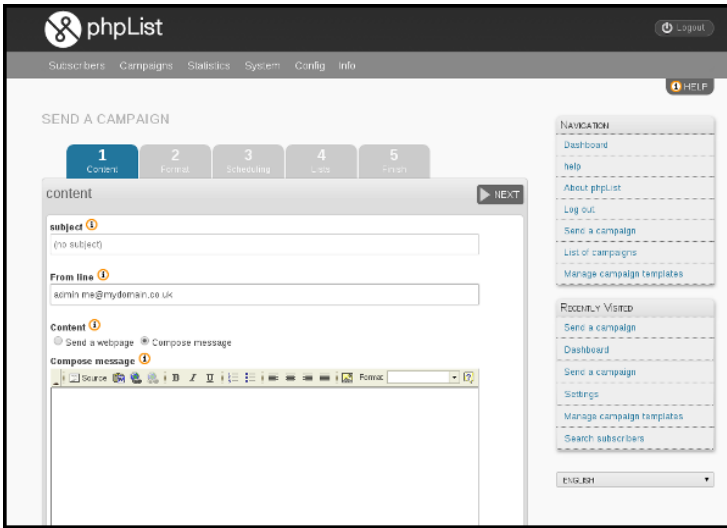 phpList
Logout
Subscribers Campaigns Statistics System Config Info
HELP
SEND A CAMPAIGN
1 2 3 4 5
Content Format Scheduling Lists Finish
content
NEXT
subject
(no subject)
From line
admin me@mydomain.co.uk
Content
Send a webpage Compose message
Compose message
Source B I U Format
NAVIGATION
Dashboard
help
About phpList
Log out
Send a campaign
List of campaigns
Manage campaign templates
RECENTLY VISITED
Send a campaign
Dashboard
Send a campaign
Settings
Manage campaign templates
Search subscribers
ENGLISH